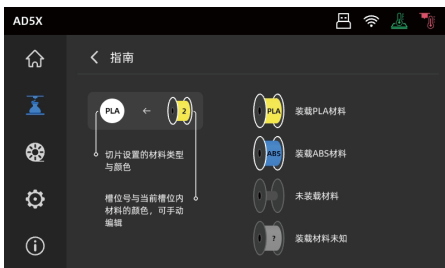 AD5X
指南
PLA ← 2
切片设置的材料类型
与颜色
槽位号与当前槽位内
材料的颜色，可手动
编辑
PLA 装载PLA材料
ABS 装载ABS材料
未装载材料
? 装载材料未知